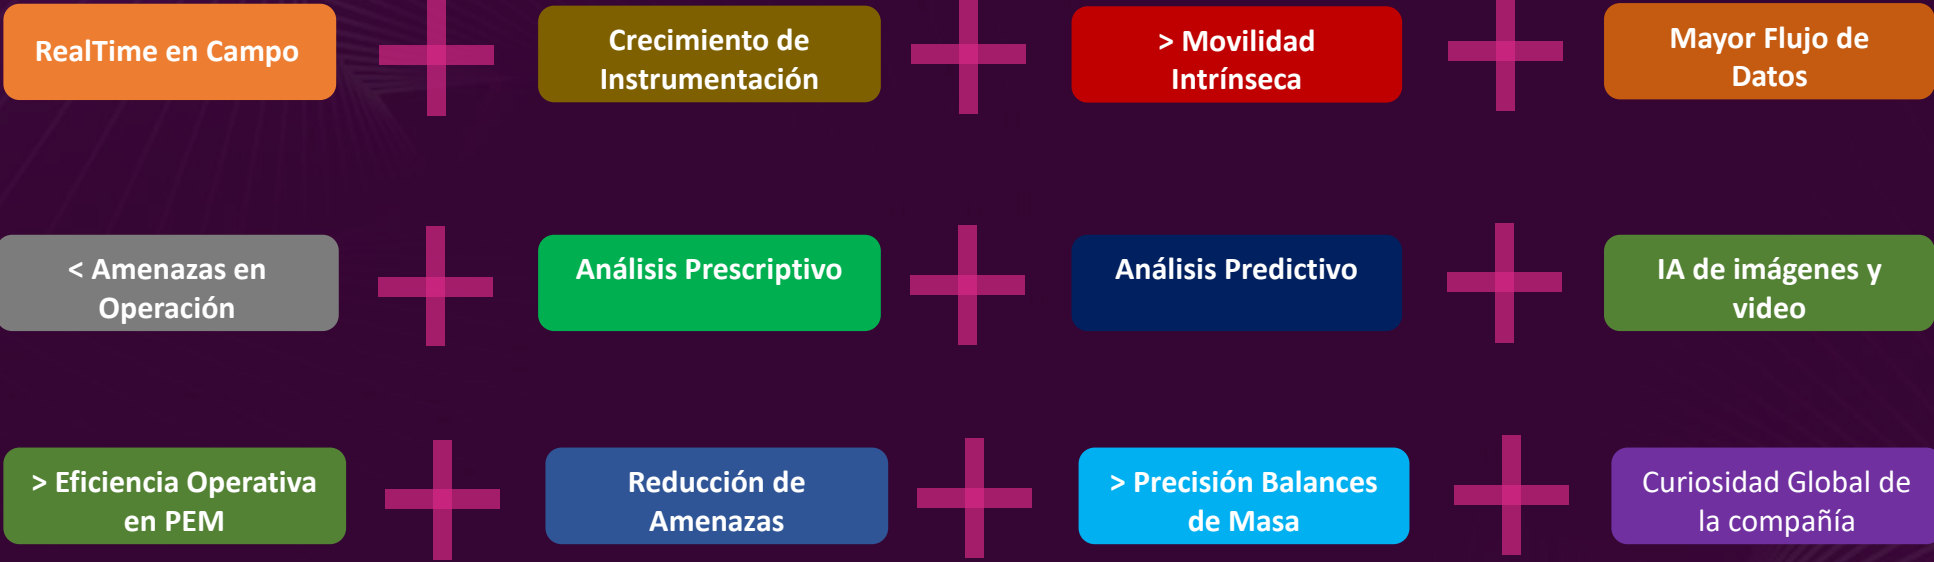 RealTime en Campo
Crecimiento de
Instrumentación
> Movilidad
Intrínseca
Mayor Flujo de
Datos
< Amenazas en
Operación
Análisis Prescriptivo
Análisis Predictivo
IA de imágenes y
video
> Eficiencia Operativa
en PEM
Reducción de
Amenazas
> Precisión Balances
de Masa
Curiosidad Global de
la compañía